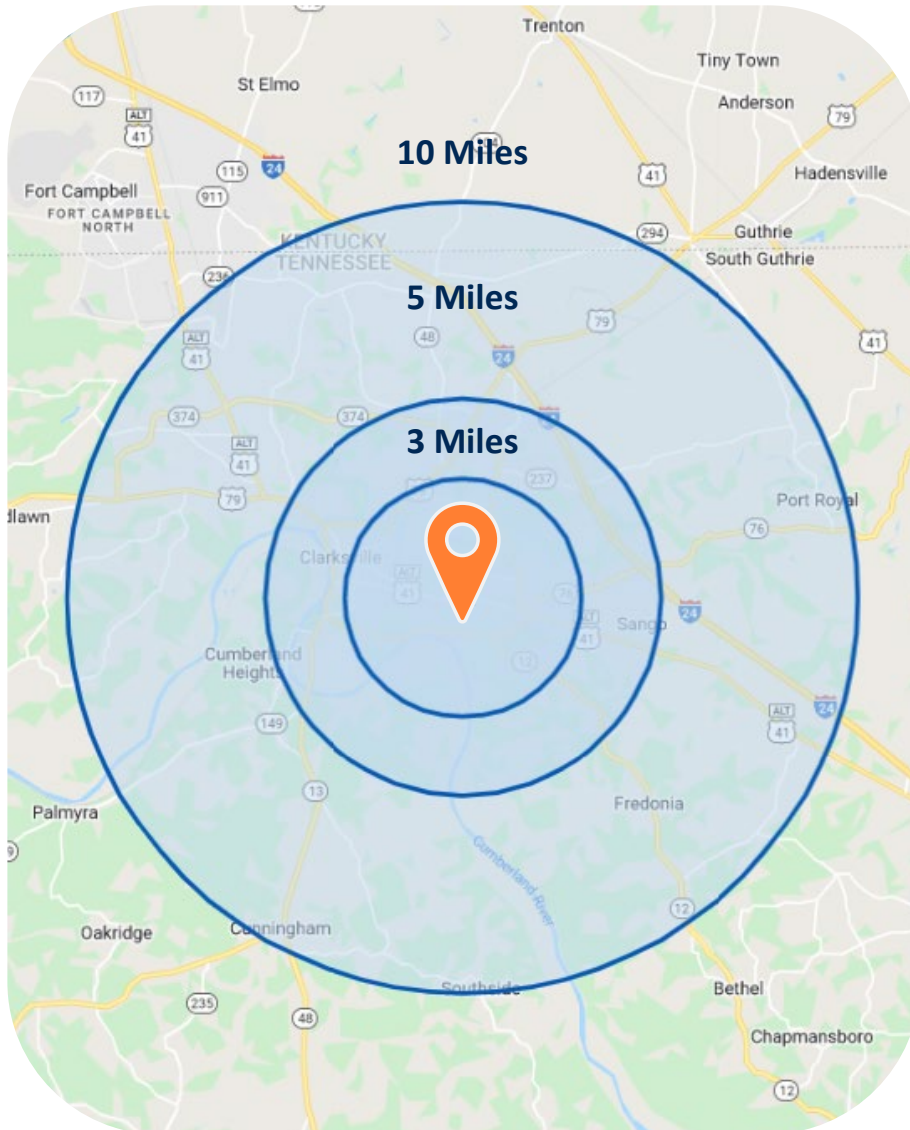 Trenton
Tiny Town
St Elmo
117
Anderson
ALT
41
79
10 Miles
24
115
41
Hadensville
Fort Campbell
911
FORT CAMPBELL
NORTH
294
Guthrie
KENTUCKY
TENNESSEE
South Guthrie
236
5 Miles
79
48
ALT
41
24
41
374
374
3 Miles
ALT
41
237
79
Port Royal
dlawn
76
Clarksville
ALT
41
76
24
ALT
41
Sango
Cumberland
Heights
12
149
ALT
41
24
13
Fredonia
Palmyra
Cumberland River
12
Oakridge
Cunningham
Southside
Bethel
235
48
Chapmansboro
12